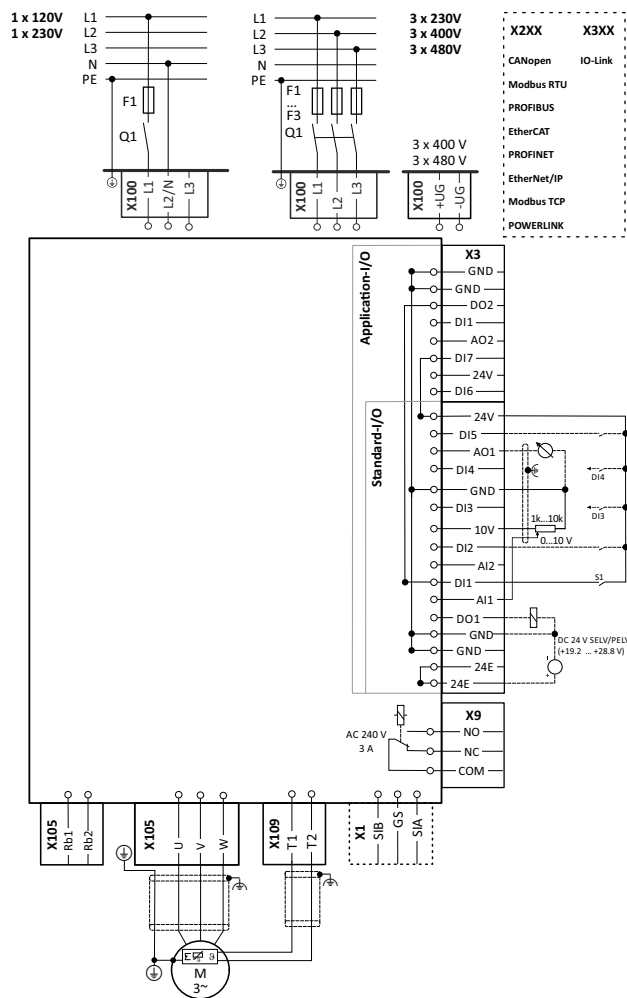 1 x 120V
1 x 230V
L1
L2
L3
N
PE
F1
Q1
X100
L1
L2/N
L3
L1
L2
L3
N
PE
3 x 230V
3 x 400V
3 x 480V
F1
...
F3
Q1
X100
L1
L2
L3
3 x 400 V
3 x 480 V
X100
+UG
-UG
X2XX X3XX
CANopen IO-Link
Modbus RTU
PROFIBUS
EtherCAT
PROFINET
EtherNet/IP
Modbus TCP
POWERLINK
Application-I/O
X3
GND
GND
DO2
DI1
AO2
DI7
24V
DI6
Standard-I/O
24V
DI5
AO1
DI4
GND
DI3
10V
DI2
AI2
DI1
AI1
DO1
GND
GND
24E
24E
DI4
DI3
1k...10k
0...10 V
S1
DC 24 V SELV/PELV
(+19.2 ... +28.8 V)
+
X9
NO
NC
COM
AC 240 V
3 A
X105
Rb1
Rb2
X105
U
V
W
X109
T1
T2
X1
SIB
GS
SIA
ϑ
M
3~